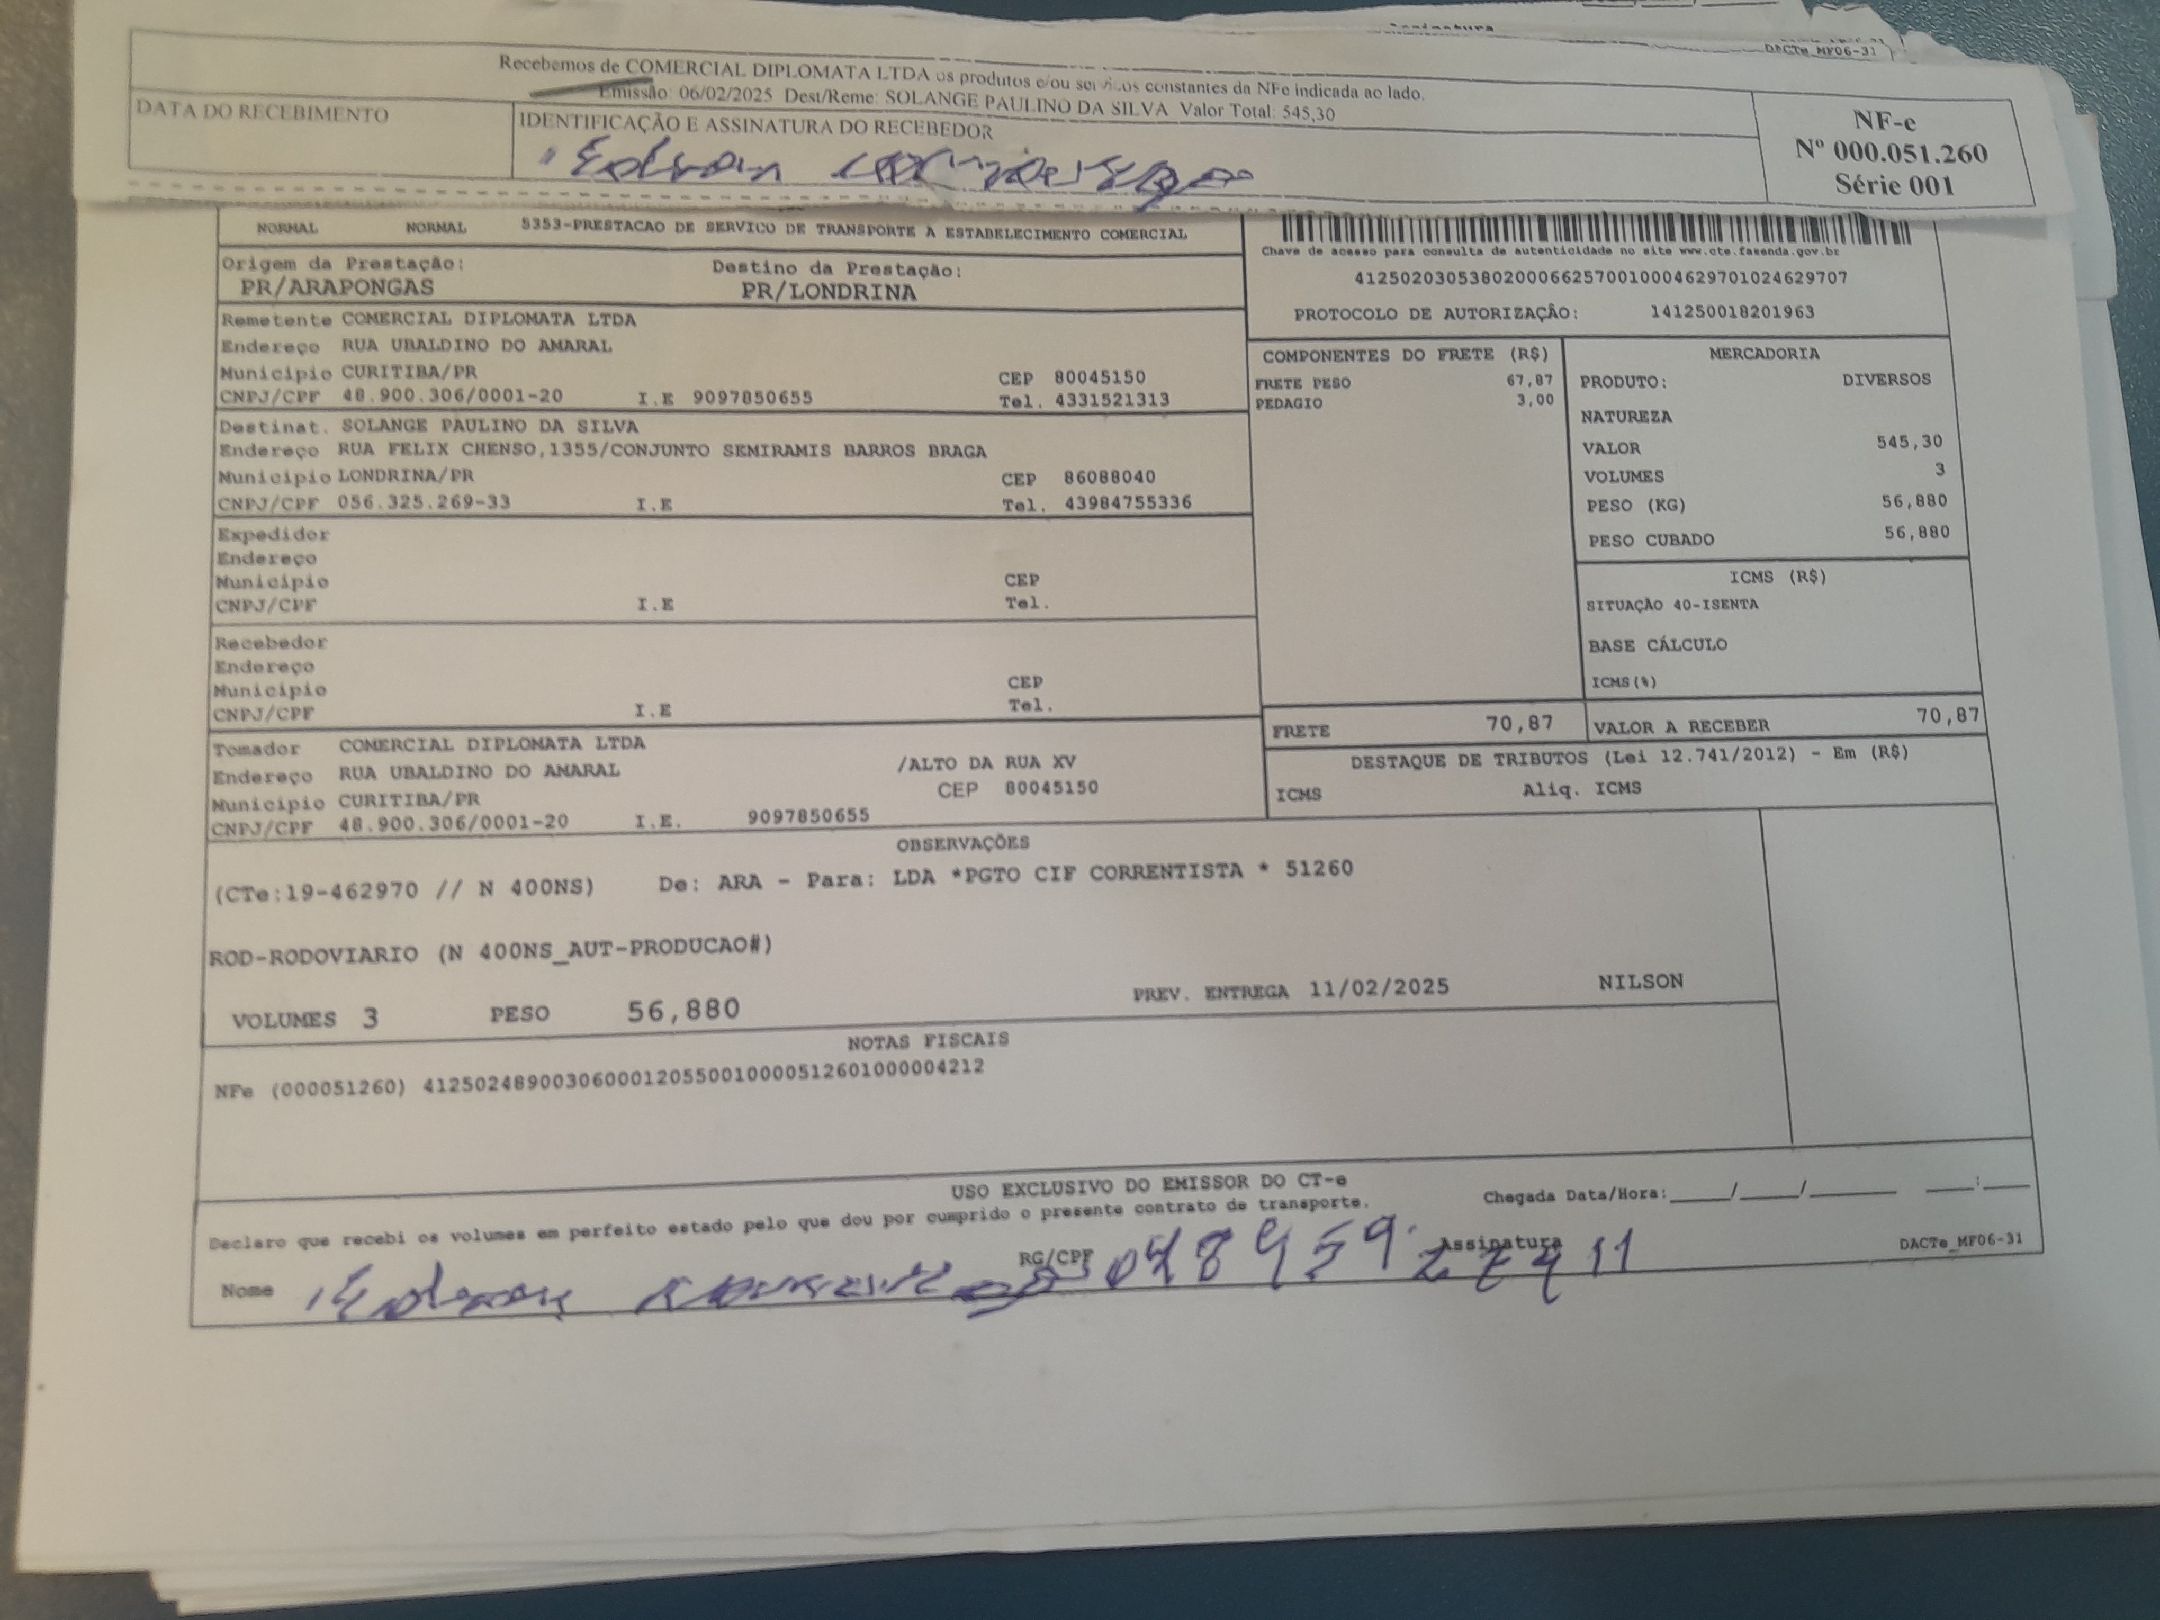 Assinatura
DACTe_MF06-31
Recebemos de COMERCIAL DIPLOMATA LTDA os produtos e/ou serviços constantes da NFe indicada ao lado.
Emissão: 06/02/2025 Dest/Reme: SOLANGE PAULINO DA SILVA Valor Total: 545,30
DATA DO RECEBIMENTO
IDENTIFICAÇÃO E ASSINATURA DO RECEBEDOR
NF-e
Nº 000.051.260
Série 001
NORMAL NORMAL 5353-PRESTACAO DE SERVICO DE TRANSPORTE A ESTABELECIMENTO COMERCIAL
Chave de acesso para consulta de autenticidade no site www.cte.fazenda.gov.br
41250203053802000662570010004629701024629707
PROTOCOLO DE AUTORIZAÇÃO: 141250018201963
Origem da Prestação: Destino da Prestação:
PR/ARAPONGAS PR/LONDRINA
Remetente COMERCIAL DIPLOMATA LTDA
Endereço RUA UBALDINO DO AMARAL
Municipio CURITIBA/PR CEP 80045150
CNPJ/CPF 48.900.306/0001-20 I.E 9097850655 Tel. 4331521313
Destinat. SOLANGE PAULINO DA SILVA
Endereço RUA FELIX CHENSO,1355/CONJUNTO SEMIRAMIS BARROS BRAGA
Municipio LONDRINA/PR CEP 86088040
CNPJ/CPF 056.325.269-33 I.E Tel. 43984755336
Expedidor
Endereço
Município CEP
CNPJ/CPF I.E Tel.
Recebedor
Endereço
Município CEP
CNPJ/CPF I.E Tel.
Tomador COMERCIAL DIPLOMATA LTDA
Endereço RUA UBALDINO DO AMARAL /ALTO DA RUA XV
Município CURITIBA/PR CEP 80045150
CNPJ/CPF 48.900.306/0001-20 I.E. 9097850655
COMPONENTES DO FRETE (R$)
FRETE PESO 67,87
PEDAGIO 3,00
MERCADORIA
PRODUTO: DIVERSOS
NATUREZA
VALOR 545,30
VOLUMES 3
PESO (KG) 56,880
PESO CUBADO 56,880
ICMS (R$)
SITUAÇÃO 40-ISENTA
BASE CÁLCULO
ICMS(%)
FRETE 70,87 VALOR A RECEBER 70,87
DESTAQUE DE TRIBUTOS (Lei 12.741/2012) - Em (R$)
ICMS Aliq. ICMS
OBSERVAÇÕES
(CTe:19-462970 // N 400NS) De: ARA - Para: LDA *PGTO CIF CORRENTISTA * 51260
ROD-RODOVIARIO (N 400NS_AUT-PRODUCAO#)
VOLUMES 3 PESO 56,880 PREV. ENTREGA 11/02/2025 NILSON
NOTAS FISCAIS
NFe (000051260) 41250248900306000120550010000512601000004212
USO EXCLUSIVO DO EMISSOR DO CT-e
Declaro que recebi os volumes em perfeito estado pelo que dou por cumprido o presente contrato de transporte.
Chegada Data/Hora:_____/_____/________ ____:____
Nome RG/CPF Assinatura DACTe_MF06-31